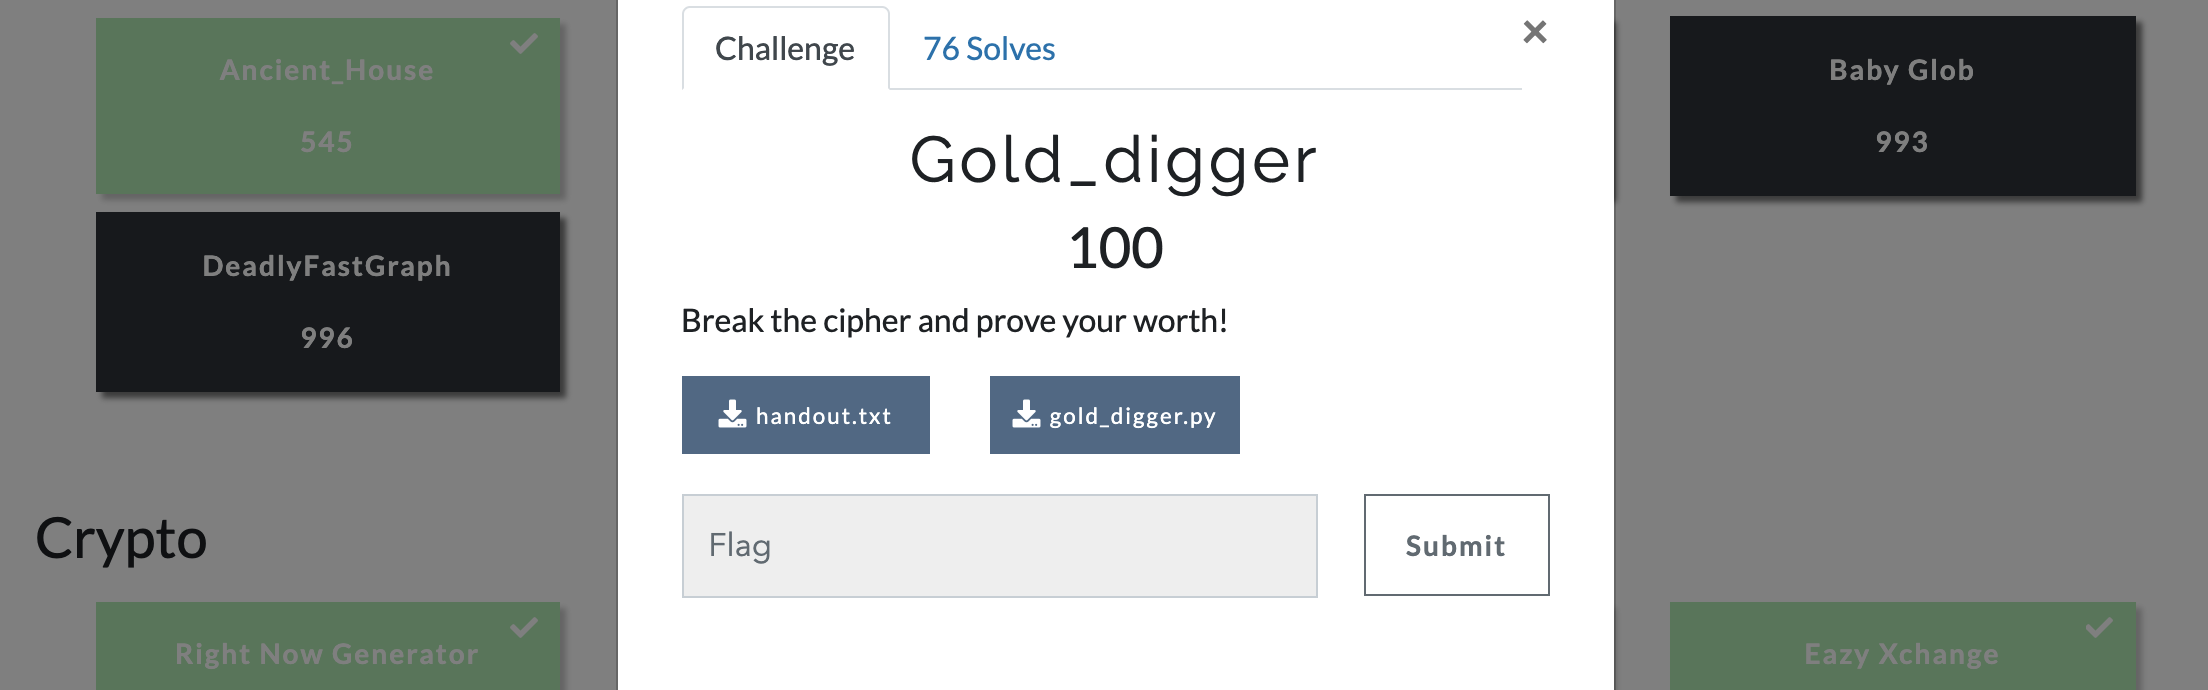 Challenge
76 Solves
×
Ancient_House
545
Baby Glob
993
Gold_digger
100
DeadlyFastGraph
996
Break the cipher and prove your worth!
handout.txt
gold_digger.py
Crypto
Flag
Submit
Right Now Generator
Eazy Xchange